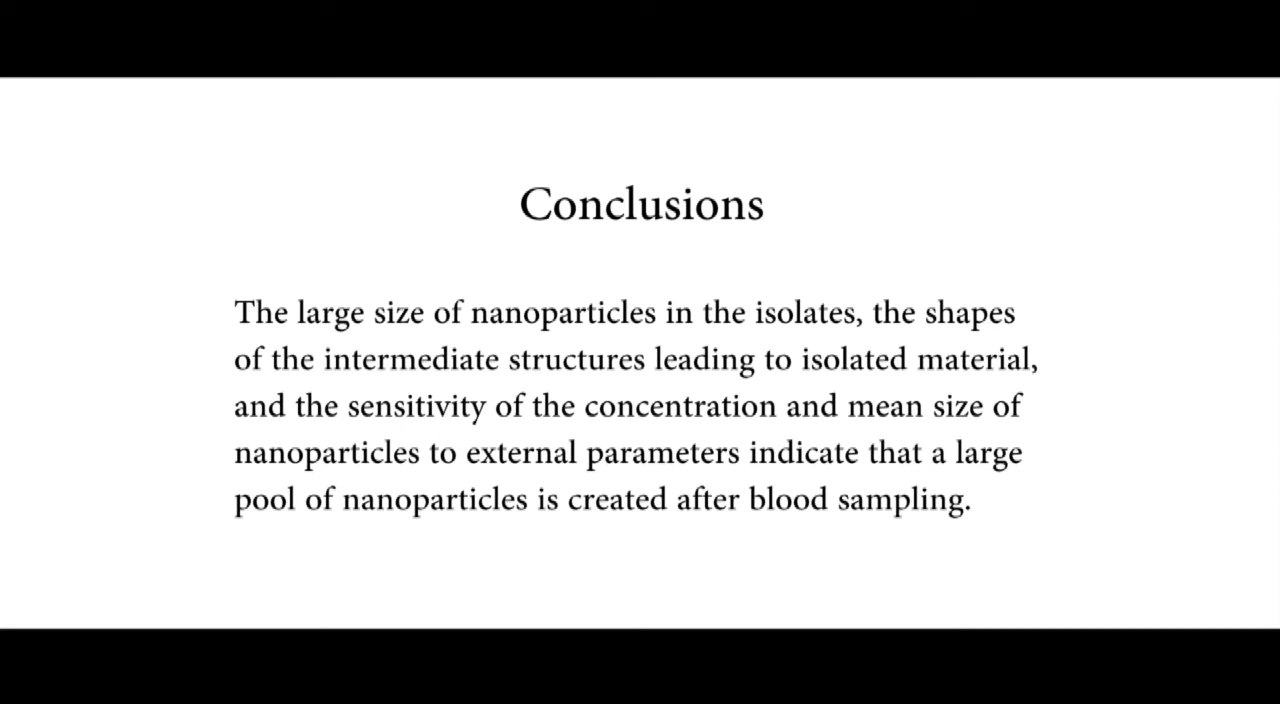 Conclusions
The large size of nanoparticles in the isolates, the shapes
of the intermediate structures leading to isolated material,
and the sensitivity of the concentration and mean size of
nanoparticles to external parameters indicate that a large
pool of nanoparticles is created after blood sampling.